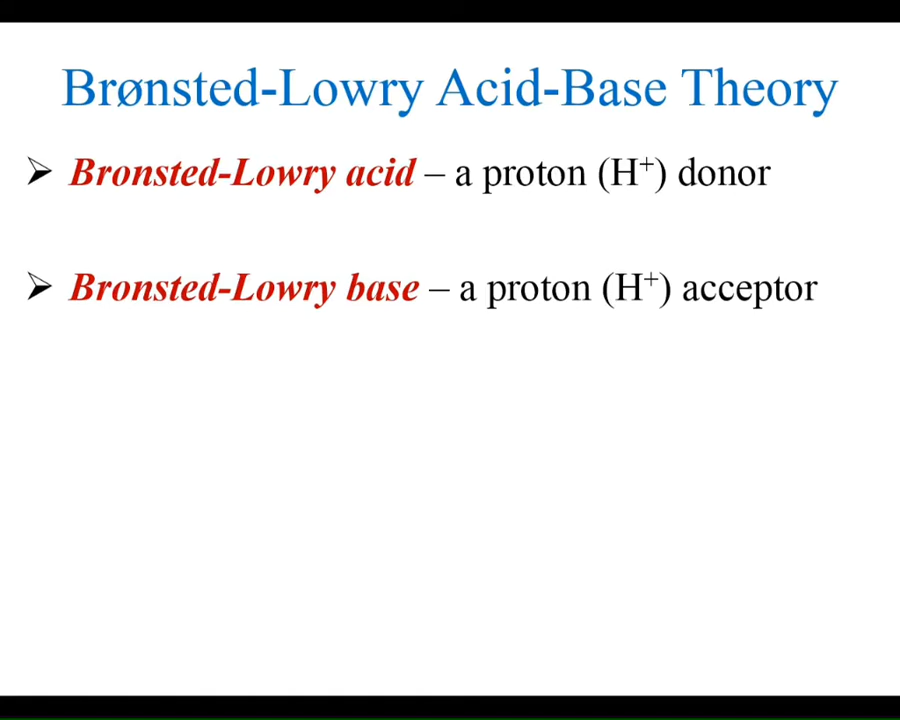 Brønsted-Lowry Acid-Base Theory
➢ Bronsted-Lowry acid – a proton (H⁺) donor
➢ Bronsted-Lowry base – a proton (H⁺) acceptor